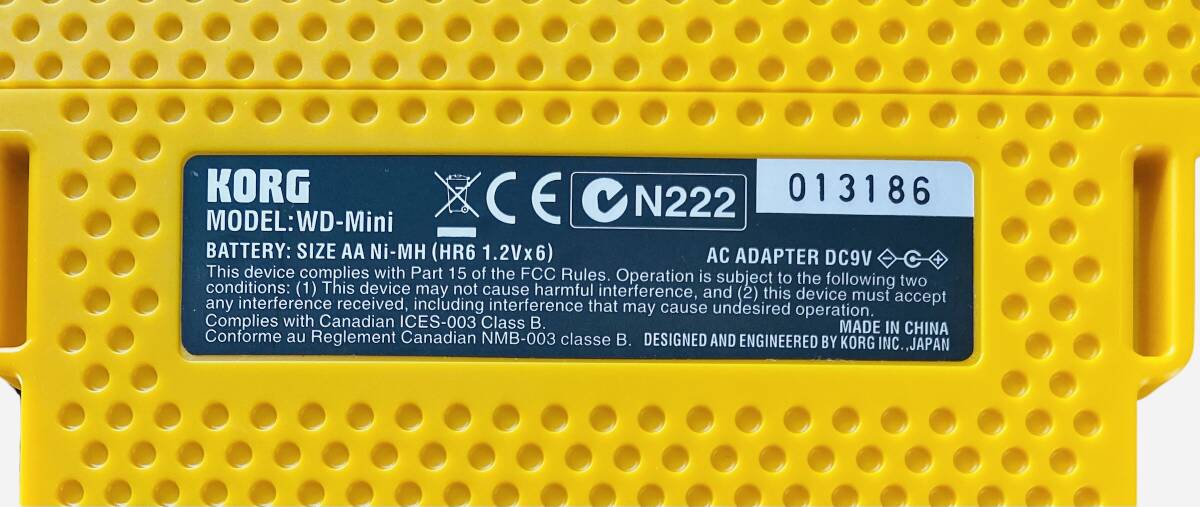 KORG
MODEL:WD-Mini
CE
N222
013186
BATTERY: SIZE AA Ni-MH (HR6 1.2Vx6)
AC ADAPTER DC9V
This device complies with Part 15 of the FCC Rules. Operation is subject to the following two
conditions: (1) This device may not cause harmful interference, and (2) this device must accept
any interference received, including interference that may cause undesired operation.
Complies with Canadian ICES-003 Class B.
MADE IN CHINA
Conforme au Reglement Canadian NMB-003 classe B.
DESIGNED AND ENGINEERED BY KORG INC.,JAPAN